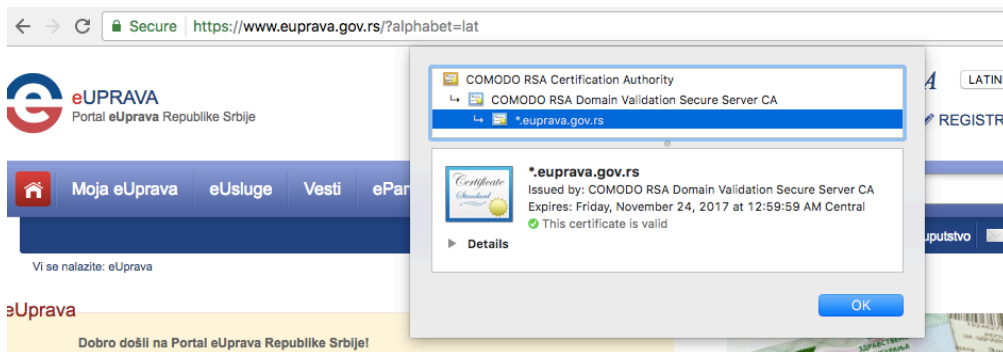 Secure
https://www.euprava.gov.rs/?alphabet=lat
eUPRAVA
Portal eUprava Republike Srbije
COMODO RSA Certification Authority
COMODO RSA Domain Validation Secure Server CA
*.euprava.gov.rs
A
LATIN
REGISTR
Certificate
Standard
*.euprava.gov.rs
Issued by: COMODO RSA Domain Validation Secure Server CA
Expires: Friday, November 24, 2017 at 12:59:59 AM Central
This certificate is valid
Details
Moja eUprava
eUsluge
Vesti
ePar
uputstvo
Vi se nalazite: eUprava
OK
eUprava
Dobro došli na Portal eUprava Republike Srbije!